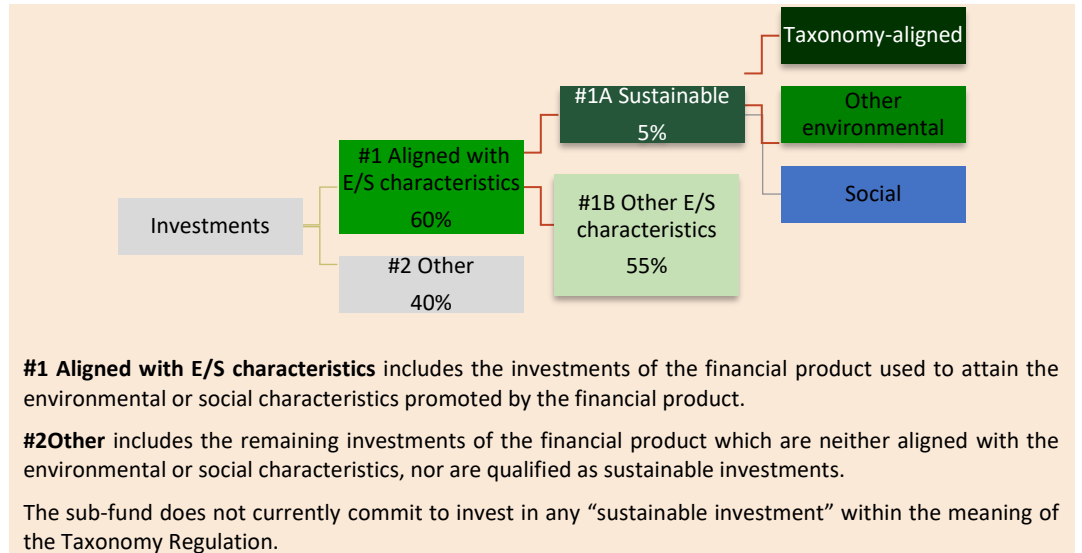 Taxonomy-aligned
#1A Sustainable
5%
Other
environmental
#1 Aligned with
E/S characteristics
60%
#1B Other E/S
characteristics
55%
Social
Investments
#2 Other
40%
#1 Aligned with E/S characteristics includes the investments of the financial product used to attain the
environmental or social characteristics promoted by the financial product.
#2Other includes the remaining investments of the financial product which are neither aligned with the
environmental or social characteristics, nor are qualified as sustainable investments.
The sub-fund does not currently commit to invest in any “sustainable investment” within the meaning of
the Taxonomy Regulation.